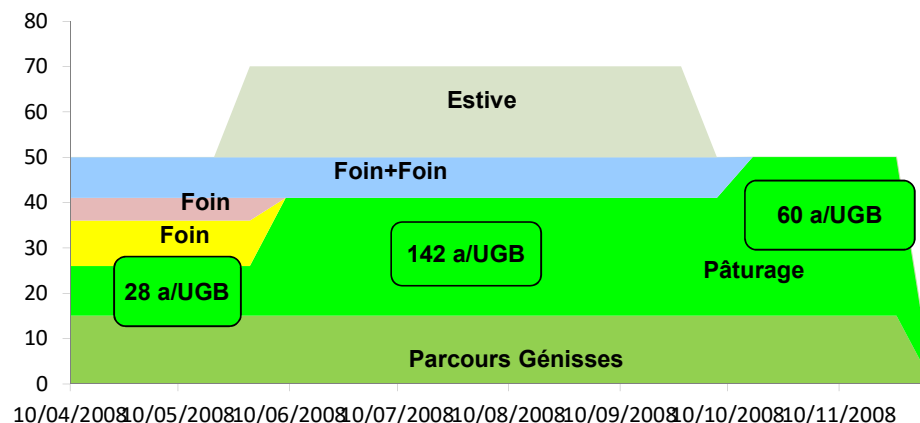 80
70
60
50
40
30
20
10
0
Estive
Foin+Foin
Foin
Foin
60 a/UGB
142 a/UGB
Pâturage
28 a/UGB
Parcours Génisses
10/04/2008 10/05/2008 10/06/2008 10/07/2008 10/08/2008 10/09/2008 10/10/2008 10/11/2008